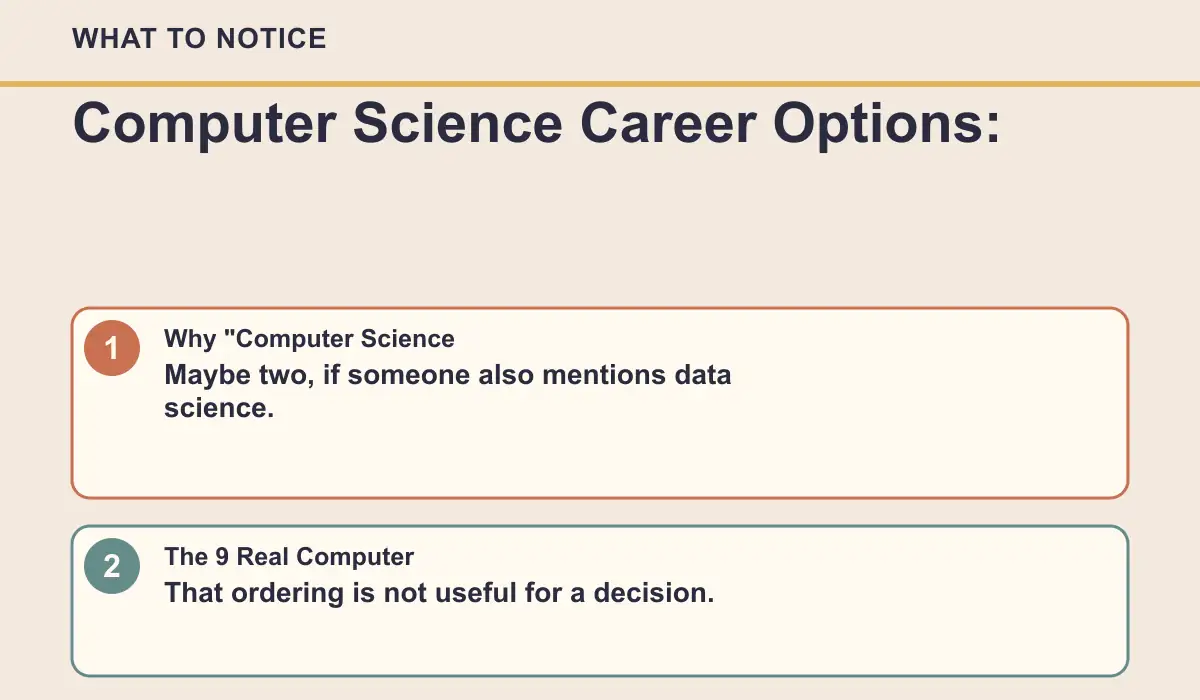 WHAT TO NOTICE
Computer Science Career Options:
1
Why "Computer Science
Maybe two, if someone also mentions data
science.
2
The 9 Real Computer
That ordering is not useful for a decision.